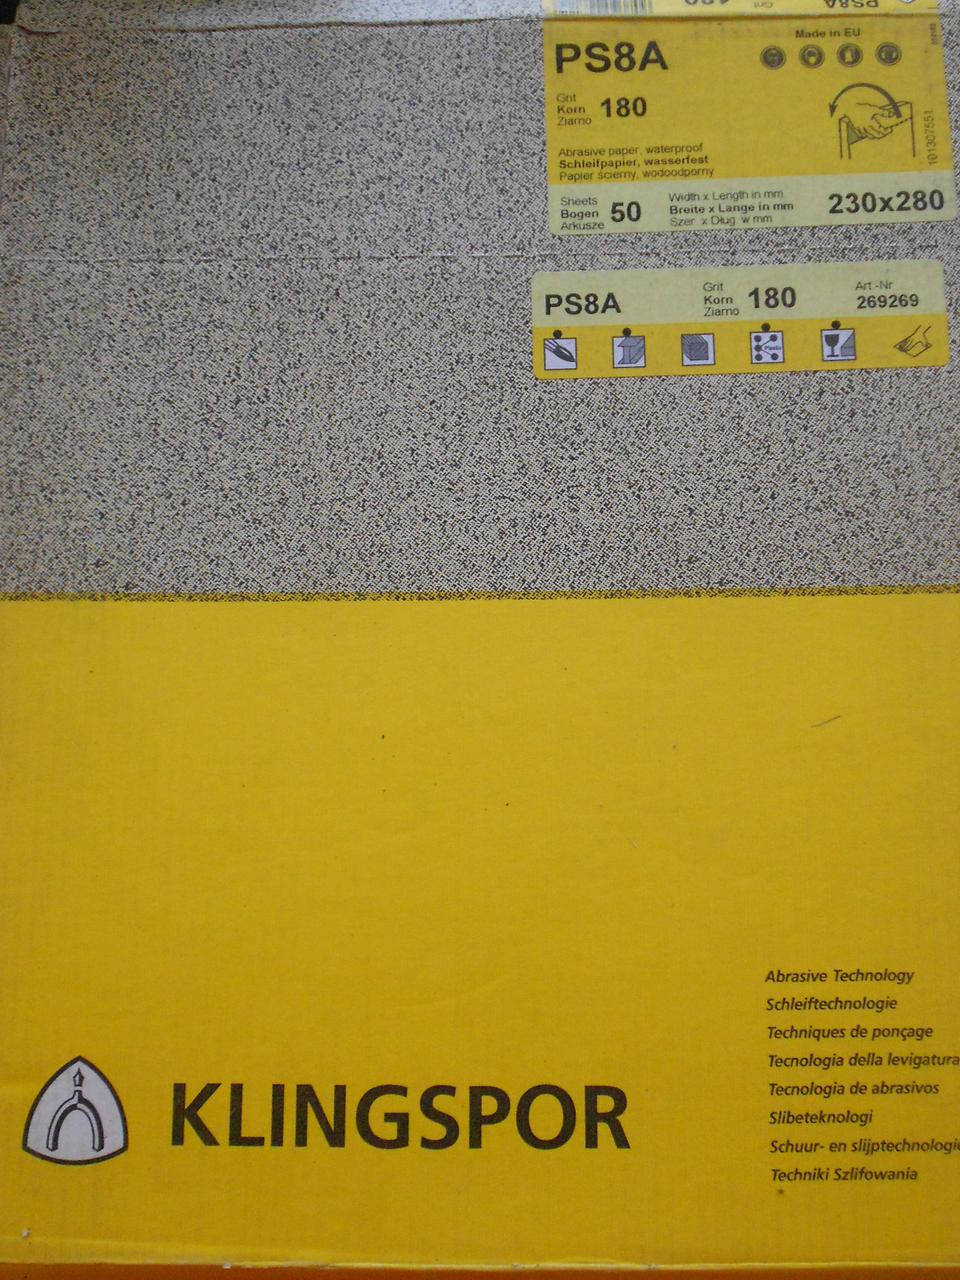 PS8A
Made in EU
Grit
Korn 180
Ziarno
101307551
Abrasive paper, waterproof
Schleifpapier, wasserfest
Papier ścierny, wodoodporny
Sheets
Bogen 50
Arkusze
Width x Length in mm
Breite x Lange in mm
Szer x Dług w mm
230x280
PS8A
Grit
Korn 180
Ziarno
Art.-Nr
269269
Plastic
Abrasive Technology
Schleiftechnologie
Techniques de ponçage
Tecnologia della levigatura
Tecnologia de abrasivos
Slibeteknologi
Schuur- en slijptechnologie
Techniki Szlifowania
KLINGSPOR